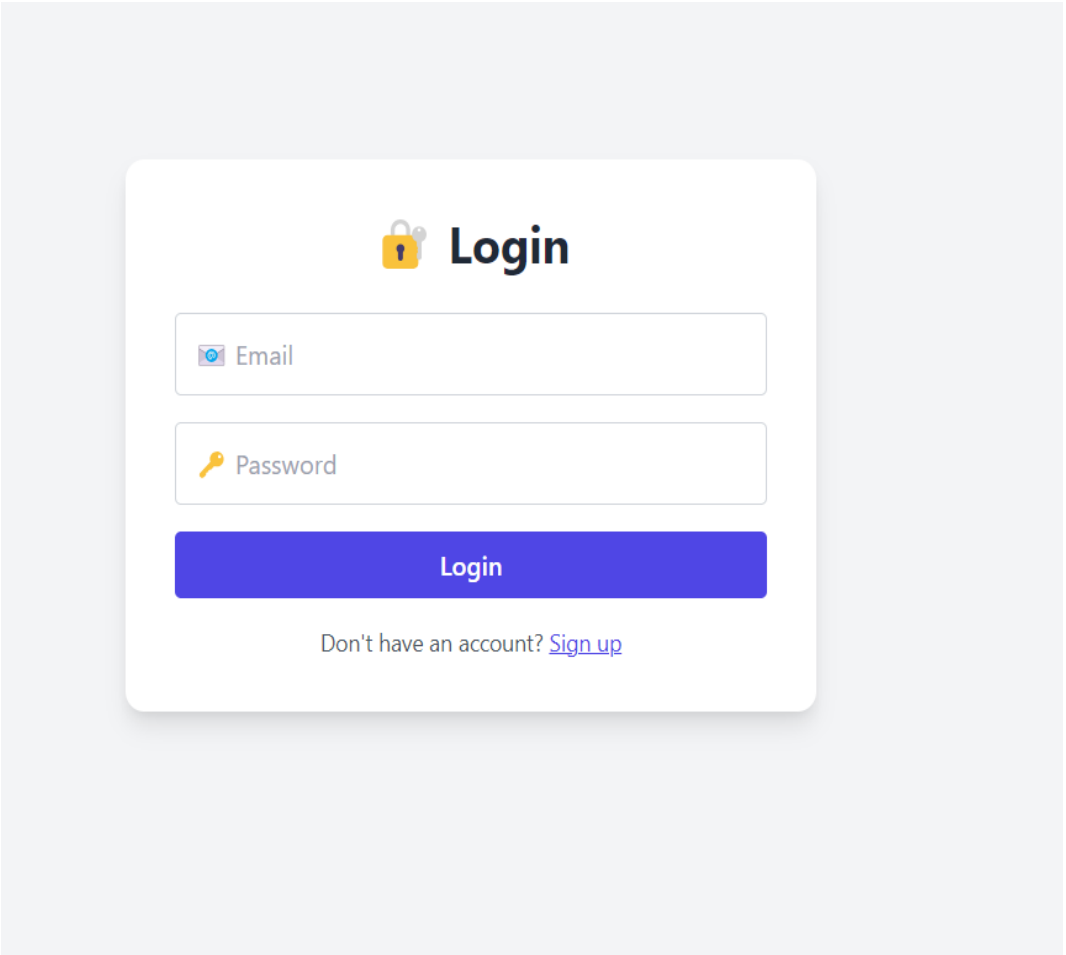 🔐 Login
📧 Email
🔑 Password
Login
Don't have an account? Sign up